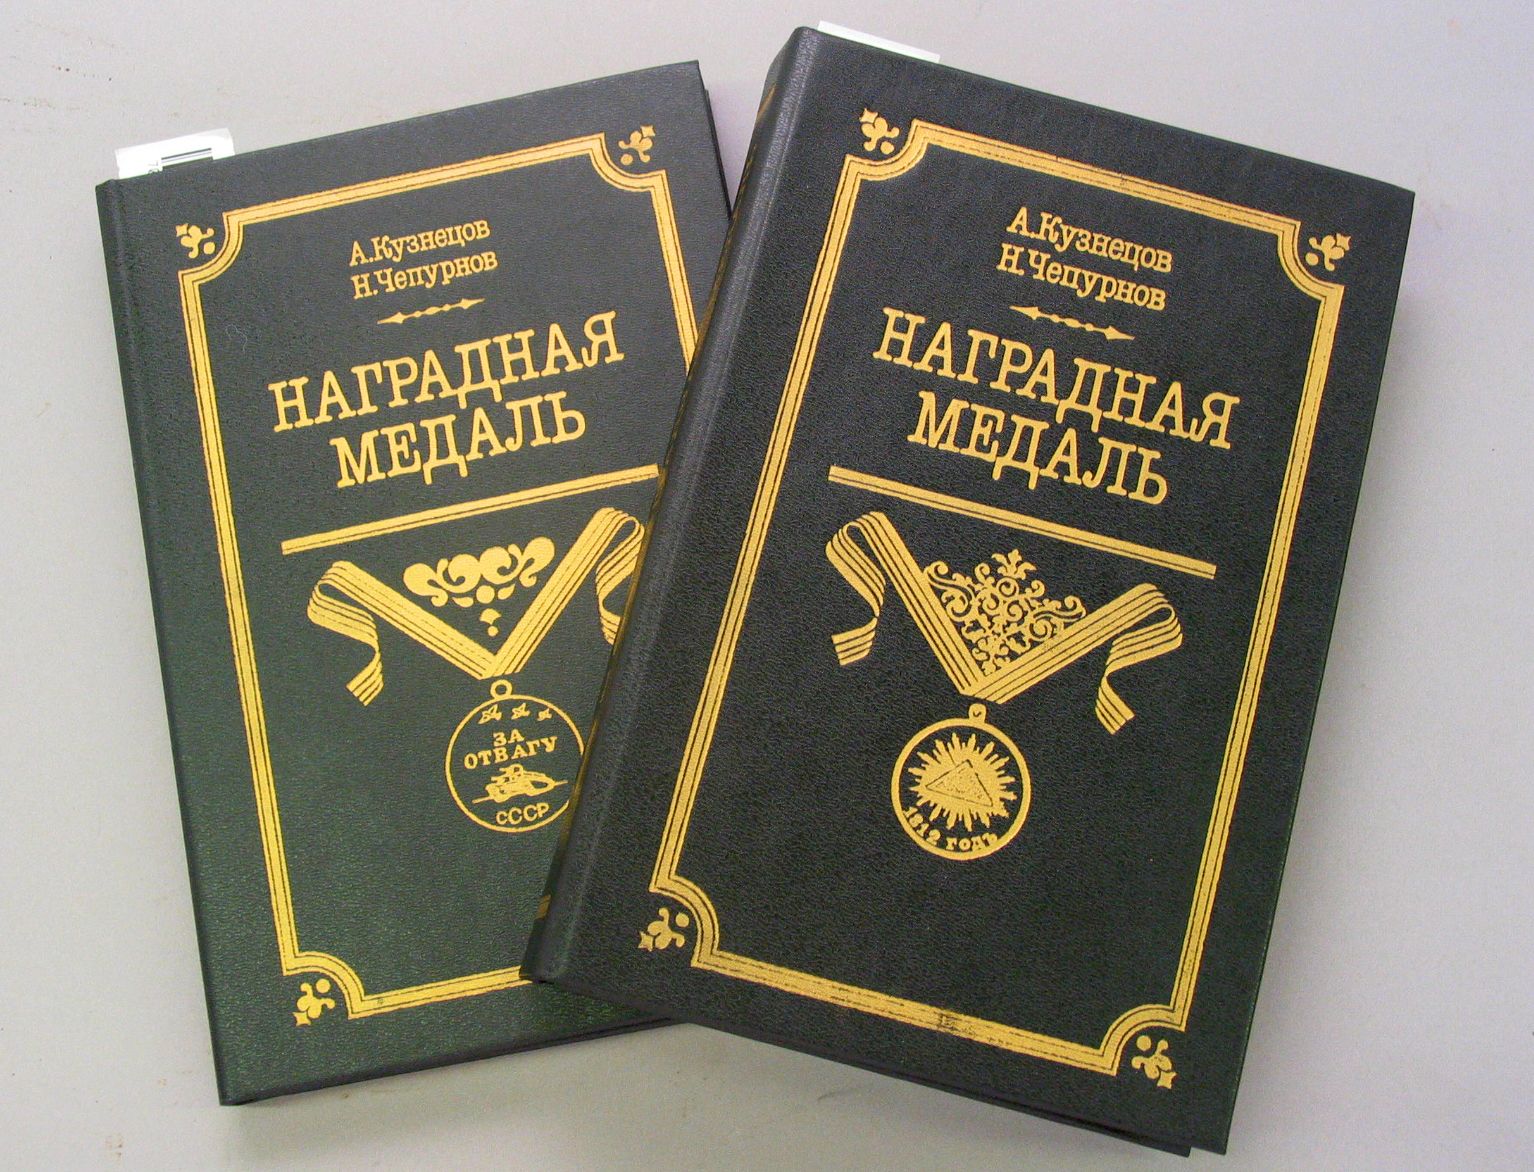 А.Кузнецов
Н.Чепурнов
НАГРАДНАЯ
МЕДАЛЬ
ЗА
ОТВАГУ
СССР
А.Кузнецов
Н.Чепурнов
НАГРАДНАЯ
МЕДАЛЬ
1812 годъ